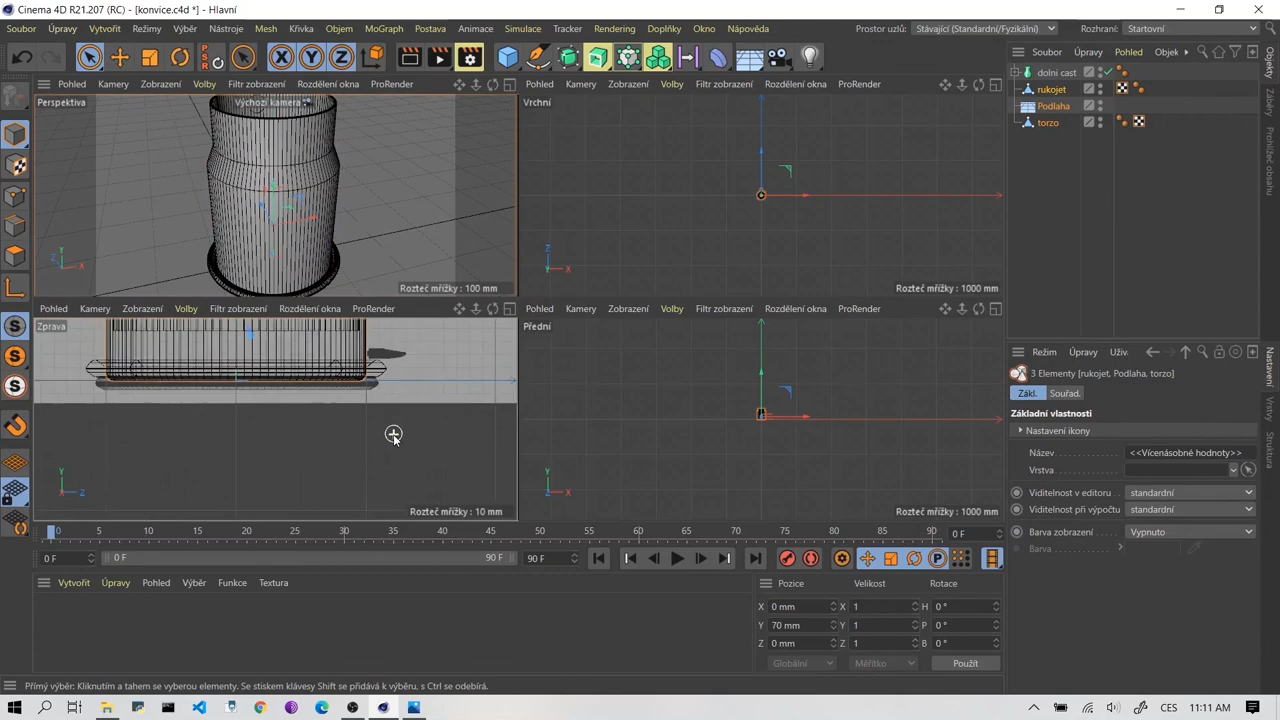 Cinema 4D R21.207 (RC) - [konvice.c4d *] - Hlavní
Soubor Úpravy Vytvořit Režimy Výběr Nástroje Mesh Křivka Objem MoGraph Postava Animace Simulace Tracker Rendering Doplňky Okno Nápověda
Prostor uzlů: Stávající (Standardní/Fyzikální) Rozhraní: Startovní
Soubor Úpravy Pohled Objek
Pohled Kamery Zobrazení Volby Filtr zobrazení Rozdělení okna ProRender
Pohled Kamery Zobrazení Volby Filtr zobrazení Rozdělení okna ProRender
Perspektiva Výchozí kamera
Vrchní
dolni cast
rukojet
Podlaha
torzo
Objekty
Záběry
Prohlížeč obsahu
P
S
R
X Y Z
Y
Z X
Z
Y X
Rozteč mřížky : 100 mm
Rozteč mřížky : 1000 mm
Pohled Kamery Zobrazení Volby Filtr zobrazení Rozdělení okna ProRender
Pohled Kamery Zobrazení Volby Filtr zobrazení Rozdělení okna ProRender
Zprava
Přední
S
S
S
Y
X Z
Y
Z X
Rozteč mřížky : 10 mm
Rozteč mřížky : 1000 mm
Režim Úpravy Uživ.
3 Elementy [rukojet, Podlaha, torzo]
Zákl. Souřad.
Základní vlastnosti
Nastavení ikony
Název <<Vícenásobné hodnoty>>
Vrstva
Viditelnost v editoru standardní
Viditelnost při výpočtu standardní
Barva zobrazení Vypnuto
Barva
Nastavení
Vrstvy
Struktura
0 5 10 15 20 25 30 35 40 45 50 55 60 65 70 75 80 85 90 0 F
0 F 0 F 90 F 90 F
P
Vytvořit Úpravy Pohled Výběr Funkce Textura
Pozice Velikost Rotace
X 0 mm X 1 H 0 °
Y 70 mm Y 1 P 0 °
Z 0 mm Z 1 B 0 °
Globální Měřítko Použít
Přímý výběr: Kliknutím a tahem se vyberou elementy. Se stiskem klávesy Shift se přidává k výběru, s Ctrl se odebírá.
CES 11:11 AM